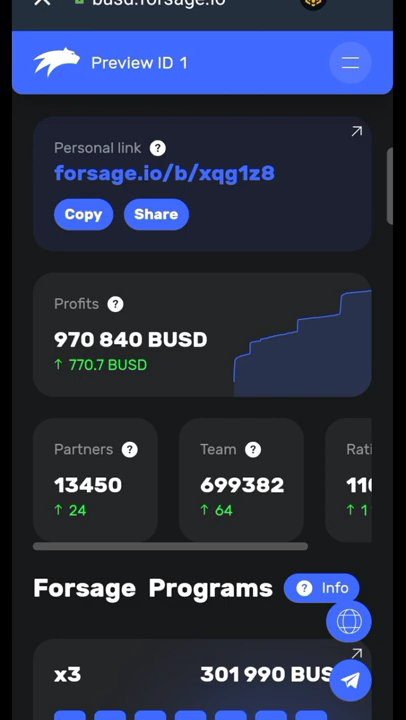 busd.forsage.io
Preview ID 1
Personal link ?
forsage.io/b/xqg1z8
Copy Share
Profits ?
970 840 BUSD
↑ 770.7 BUSD
Partners ? Team ?
13450 699382
↑ 24 ↑ 64 ↑ 1
Forsage Programs ? Info
x3 301 990